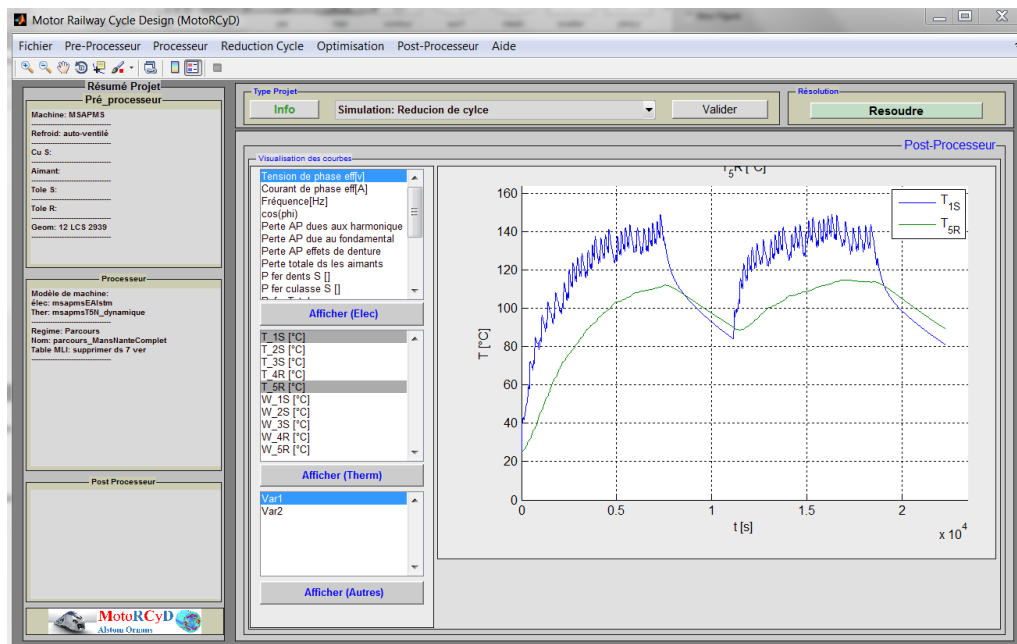 Motor Railway Cycle Design (MotoRCyD)
Fichier Pre-Processeur Processeur Reduction Cycle Optimisation Post-Processeur Aide
Résumé Projet
Pré_processeur
Machine: MSAPMS
Refroid: auto-ventilé
Cu S:
Aimant:
Tole S:
Tole R:
Geom: 12 LCS 2939
Processeur
Modèle de machine:
élec: msapmsEAlstm
Ther: msapmsT5N_dynamique
Regime: Parcours
Nom: parcours_MansNanteComplet
Table MLI: supprimer ds 7 ver
Post Processeur
MotoRCyD
Alstom Ornans
Type Projet
Info
Simulation: Reducion de cylce
Valider
Résolution
Resoudre
Post-Processeur
Visualisation des courbes
Tension de phase eff[v]
Courant de phase eff[A]
Fréquence[Hz]
cos(phi)
Perte AP dues aux harmonique
Perte AP due au fondamental
Perte AP effets de denture
Perte totale ds les aimants
P fer dents S []
P fer culasse S []
Afficher (Elec)
T_1S [°C]
T_2S [°C]
T_3S [°C]
T_4R [°C]
T_5R [°C]
W_1S [°C]
W_2S [°C]
W_3S [°C]
W_4R [°C]
W_5R [°C]
Afficher (Therm)
Var1
Var2
Afficher (Autres)
T5R [°C]
160
140
120
100
80
60
40
20
0
T [°C]
0 0.5 1 1.5 2
t [s]
x 10^4
T1S
T5R